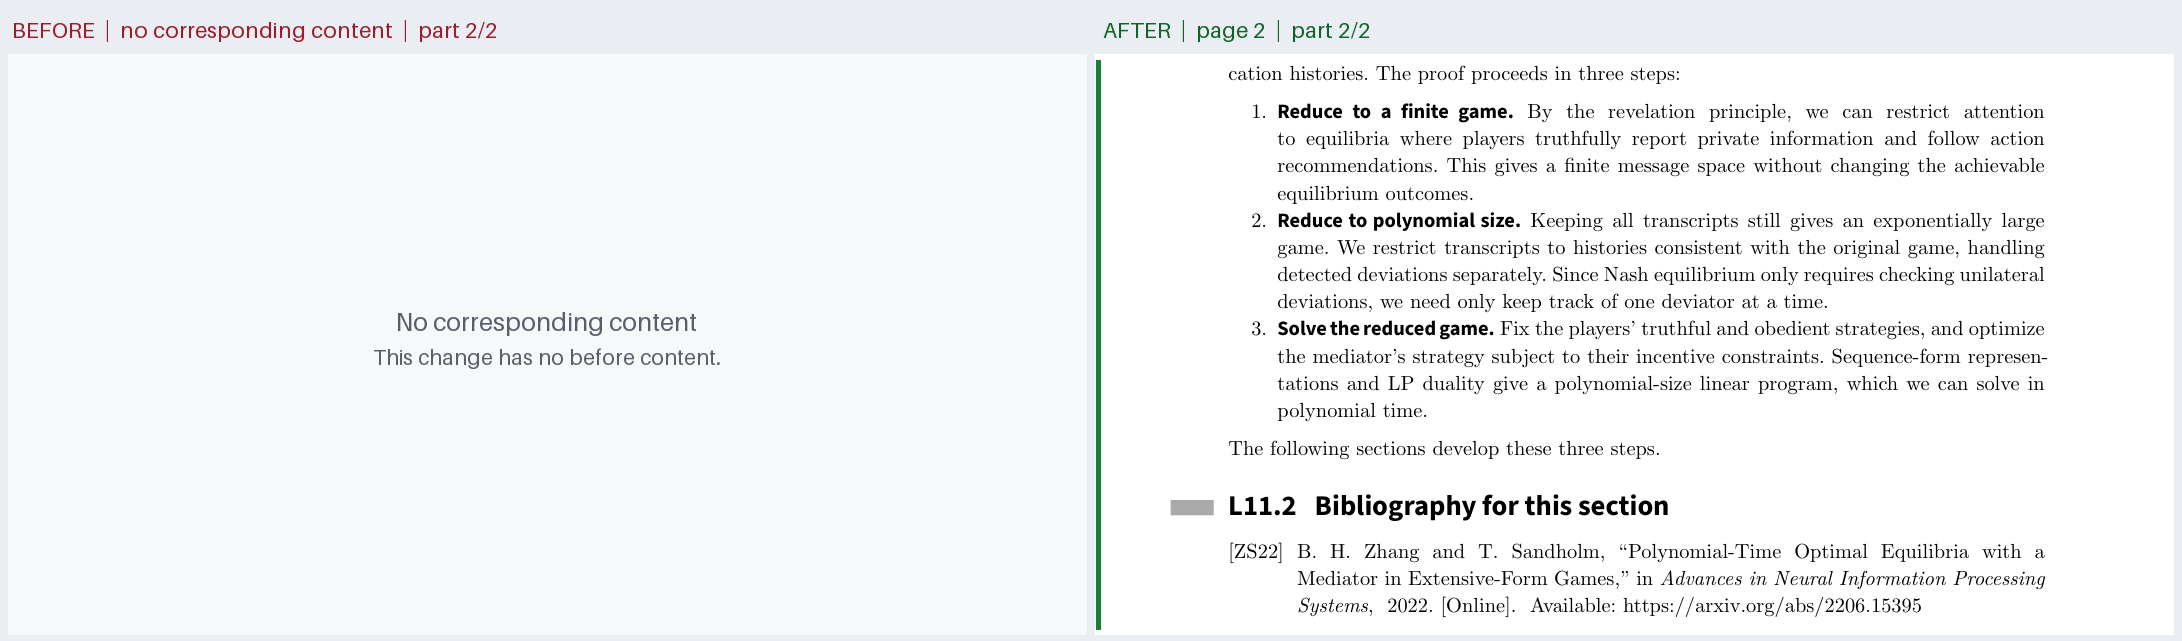 BEFORE | no corresponding content | part 2/2
AFTER | page 2 | part 2/2
No corresponding content
This change has no before content.
cation histories. The proof proceeds in three steps:
1. Reduce to a finite game. By the revelation principle, we can restrict attention
to equilibria where players truthfully report private information and follow action
recommendations. This gives a finite message space without changing the achievable
equilibrium outcomes.
2. Reduce to polynomial size. Keeping all transcripts still gives an exponentially large
game. We restrict transcripts to histories consistent with the original game, handling
detected deviations separately. Since Nash equilibrium only requires checking unilateral
deviations, we need only keep track of one deviator at a time.
3. Solve the reduced game. Fix the players’ truthful and obedient strategies, and optimize
the mediator’s strategy subject to their incentive constraints. Sequence-form represen-
tations and LP duality give a polynomial-size linear program, which we can solve in
polynomial time.
The following sections develop these three steps.
L11.2 Bibliography for this section
[ZS22] B. H. Zhang and T. Sandholm, “Polynomial-Time Optimal Equilibria with a
Mediator in Extensive-Form Games,” in Advances in Neural Information Processing
Systems, 2022. [Online]. Available: https://arxiv.org/abs/2206.15395